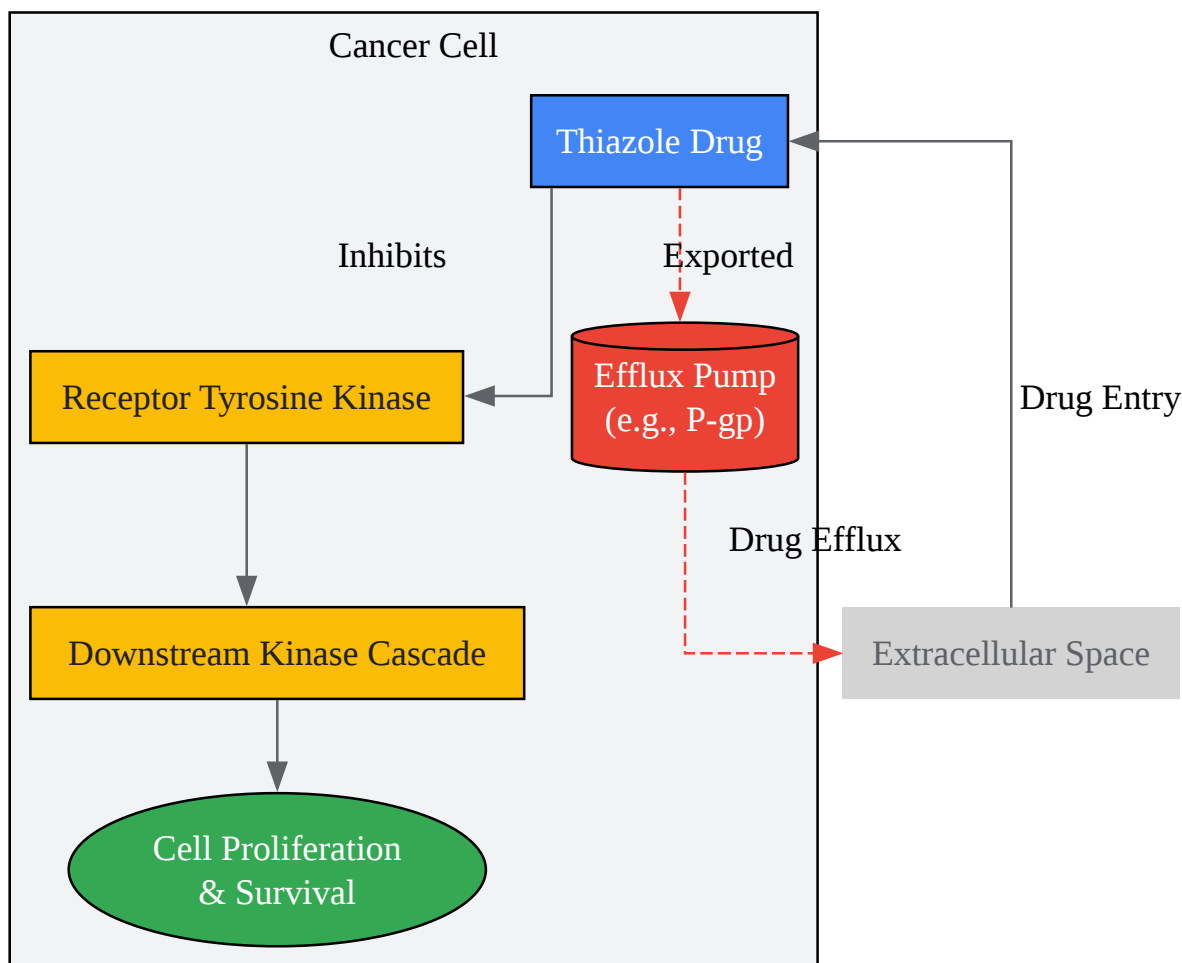 Cancer Cell
Thiazole Drug
Inhibits
Exported
Efflux Pump
(e.g., P-gp)
Receptor Tyrosine Kinase
Drug Entry
Drug Efflux
Downstream Kinase Cascade
Extracellular Space
Cell Proliferation
& Survival